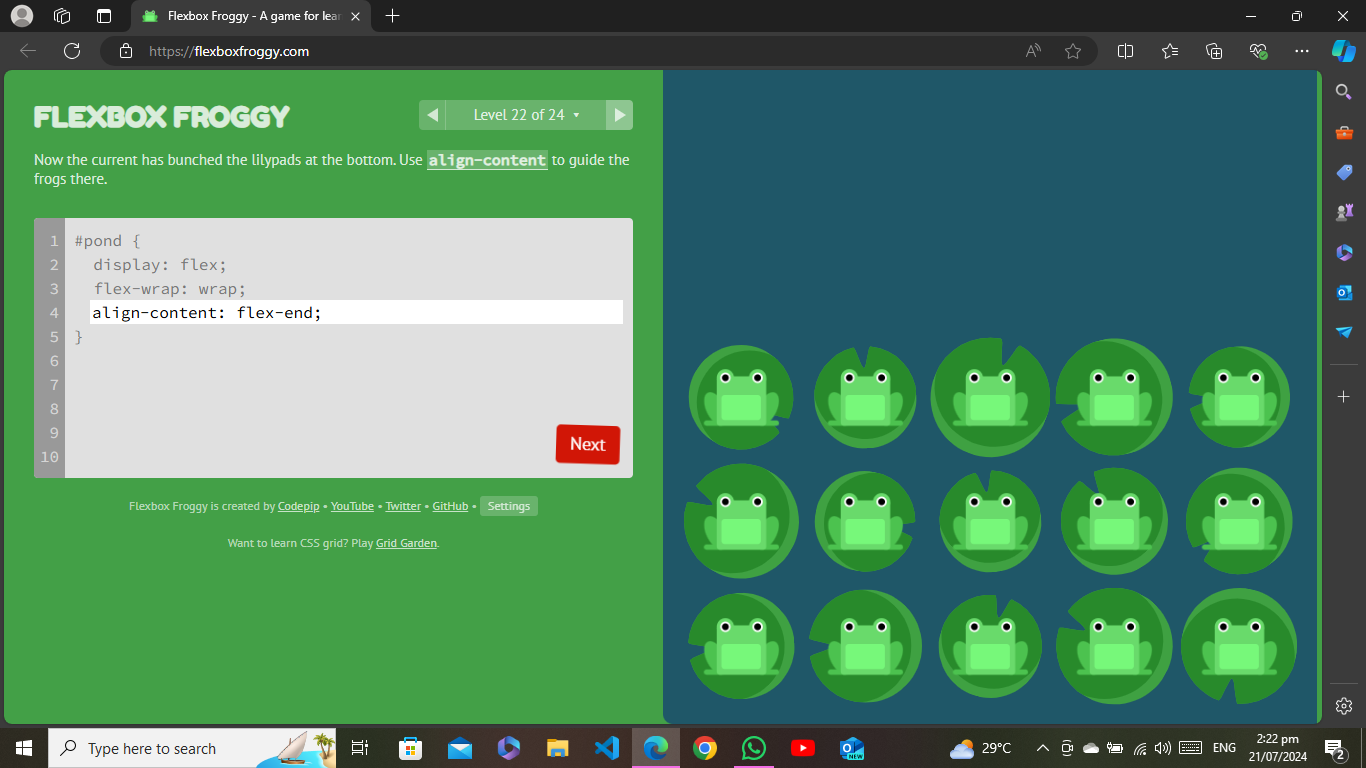 Flexbox Froggy - A game for lear
https://flexboxfroggy.com
FLEXBOX FROGGY
Level 22 of 24
Now the current has bunched the lilypads at the bottom. Use align-content to guide the
frogs there.
1 #pond {
2 display: flex;
3 flex-wrap: wrap;
4 align-content: flex-end;
5 }
6
7
8
9
10
Next
Flexbox Froggy is created by Codepip • YouTube • Twitter • GitHub • Settings
Want to learn CSS grid? Play Grid Garden.
Type here to search
NEW
29°C
ENG
2:22 pm
21/07/2024
2